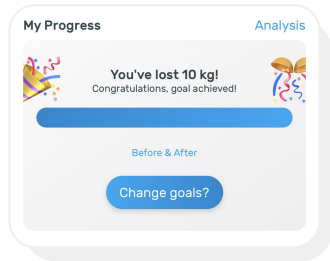 My Progress
Analysis
You've lost 10 kg!
Congratulations, goal achieved!
Before & After
Change goals?